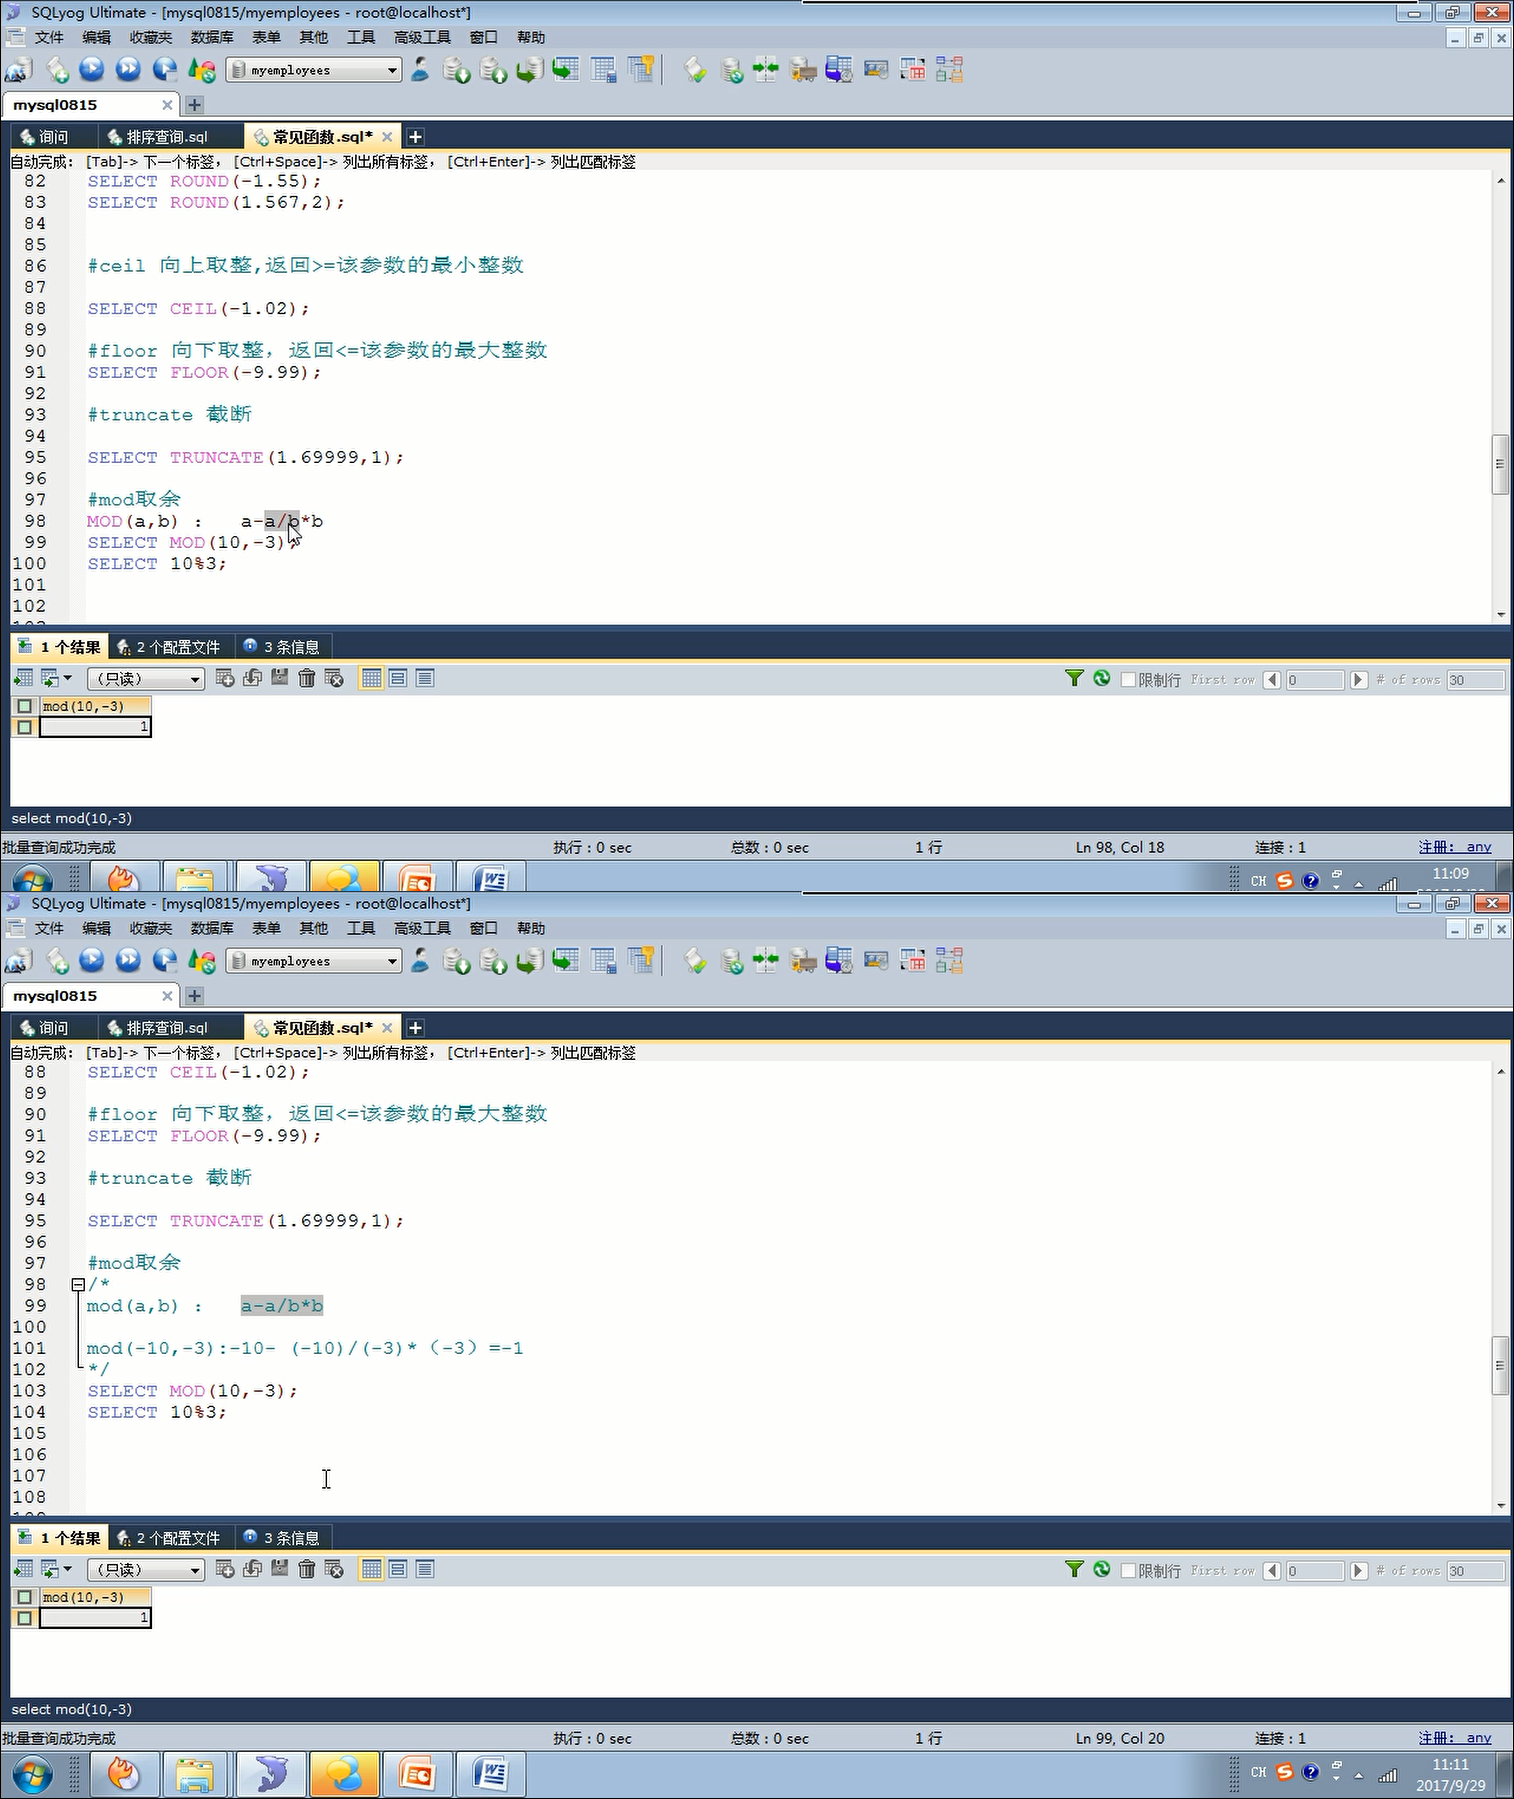 SQLyog Ultimate - [mysql0815/myemployees - root@localhost*]
文件 编辑 收藏夹 数据库 表单 其他 工具 高级工具 窗口 帮助
myemployees
mysql0815
询问 排序查询.sql 常见函数.sql*
自动完成: [Tab]-> 下一个标签, [Ctrl+Space]-> 列出所有标签, [Ctrl+Enter]-> 列出匹配标签
82 SELECT ROUND(-1.55);
83 SELECT ROUND(1.567,2);
84
85
86 #ceil 向上取整,返回>=该参数的最小整数
87
88 SELECT CEIL(-1.02);
89
90 #floor 向下取整，返回<=该参数的最大整数
91 SELECT FLOOR(-9.99);
92
93 #truncate 截断
94
95 SELECT TRUNCATE(1.69999,1);
96
97 #mod取余
98 MOD(a,b) : a-a/b*b
99 SELECT MOD(10,-3);
100 SELECT 10%3;
101
102
1 个结果 2 个配置文件 3 条信息
(只读) 限制行 First row 0 # of rows 30
mod(10,-3)
1
select mod(10,-3)
批量查询成功完成 执行 : 0 sec 总数 : 0 sec 1 行 Ln 98, Col 18 连接 : 1 注册: any
CH 11:09
SQLyog Ultimate - [mysql0815/myemployees - root@localhost*]
文件 编辑 收藏夹 数据库 表单 其他 工具 高级工具 窗口 帮助
myemployees
mysql0815
询问 排序查询.sql 常见函数.sql*
自动完成: [Tab]-> 下一个标签, [Ctrl+Space]-> 列出所有标签, [Ctrl+Enter]-> 列出匹配标签
88 SELECT CEIL(-1.02);
89
90 #floor 向下取整，返回<=该参数的最大整数
91 SELECT FLOOR(-9.99);
92
93 #truncate 截断
94
95 SELECT TRUNCATE(1.69999,1);
96
97 #mod取余
98 /*
99 mod(a,b) : a-a/b*b
100
101 mod(-10,-3):-10- (-10)/(-3)*（-3）=-1
102 */
103 SELECT MOD(10,-3);
104 SELECT 10%3;
105
106
107
108
1 个结果 2 个配置文件 3 条信息
(只读) 限制行 First row 0 # of rows 30
mod(10,-3)
1
select mod(10,-3)
批量查询成功完成 执行 : 0 sec 总数 : 0 sec 1 行 Ln 99, Col 20 连接 : 1 注册: any
CH 11:11
2017/9/29